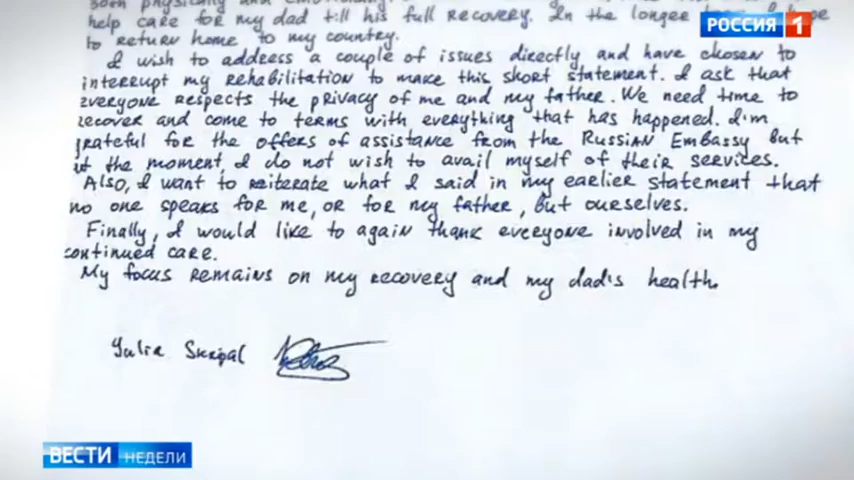 both physically and emotionally
РОССИЯ 1
help care for my dad till his full recovery. In the longer
to return home to my country.
I wish to address a couple of issues directly and have chosen to
interrupt my rehabilitation to make this short statement. I ask that
everyone respects the privacy of me and my father. We need time to
recover and come to terms with everything that has happened. I'm
grateful for the offers of assistance from the Russian Embassy but
at the moment, I do not wish to avail myself of their services.
Also, I want to reiterate what I said in my earlier statement that
no one speaks for me, or for my father, but ourselves.
Finally, I would like to again thank everyone involved in my
continued care.
My focus remains on my recovery and my dad's health.
Yulia Skripal
ВЕСТИ НЕДЕЛИ